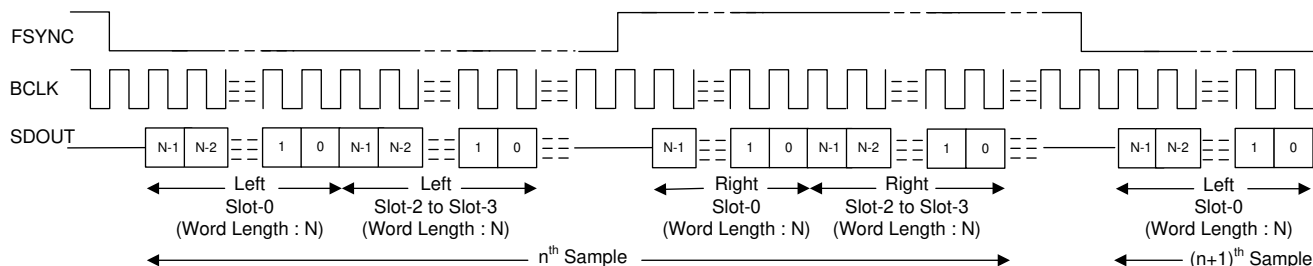 FSYNC
BCLK
SDOUT
N-1 N-2 1 0 N-1 N-2 1 0 N-1 1 0 N-1 N-2 1 0 N-1 N-2 1 0
Left Left Right Right Left
Slot-0 Slot-2 to Slot-3 Slot-0 Slot-2 to Slot-3 Slot-0
(Word Length : N) (Word Length : N) (Word Length : N) (Word Length : N) (Word Length : N)
nth Sample (n+1)th Sample